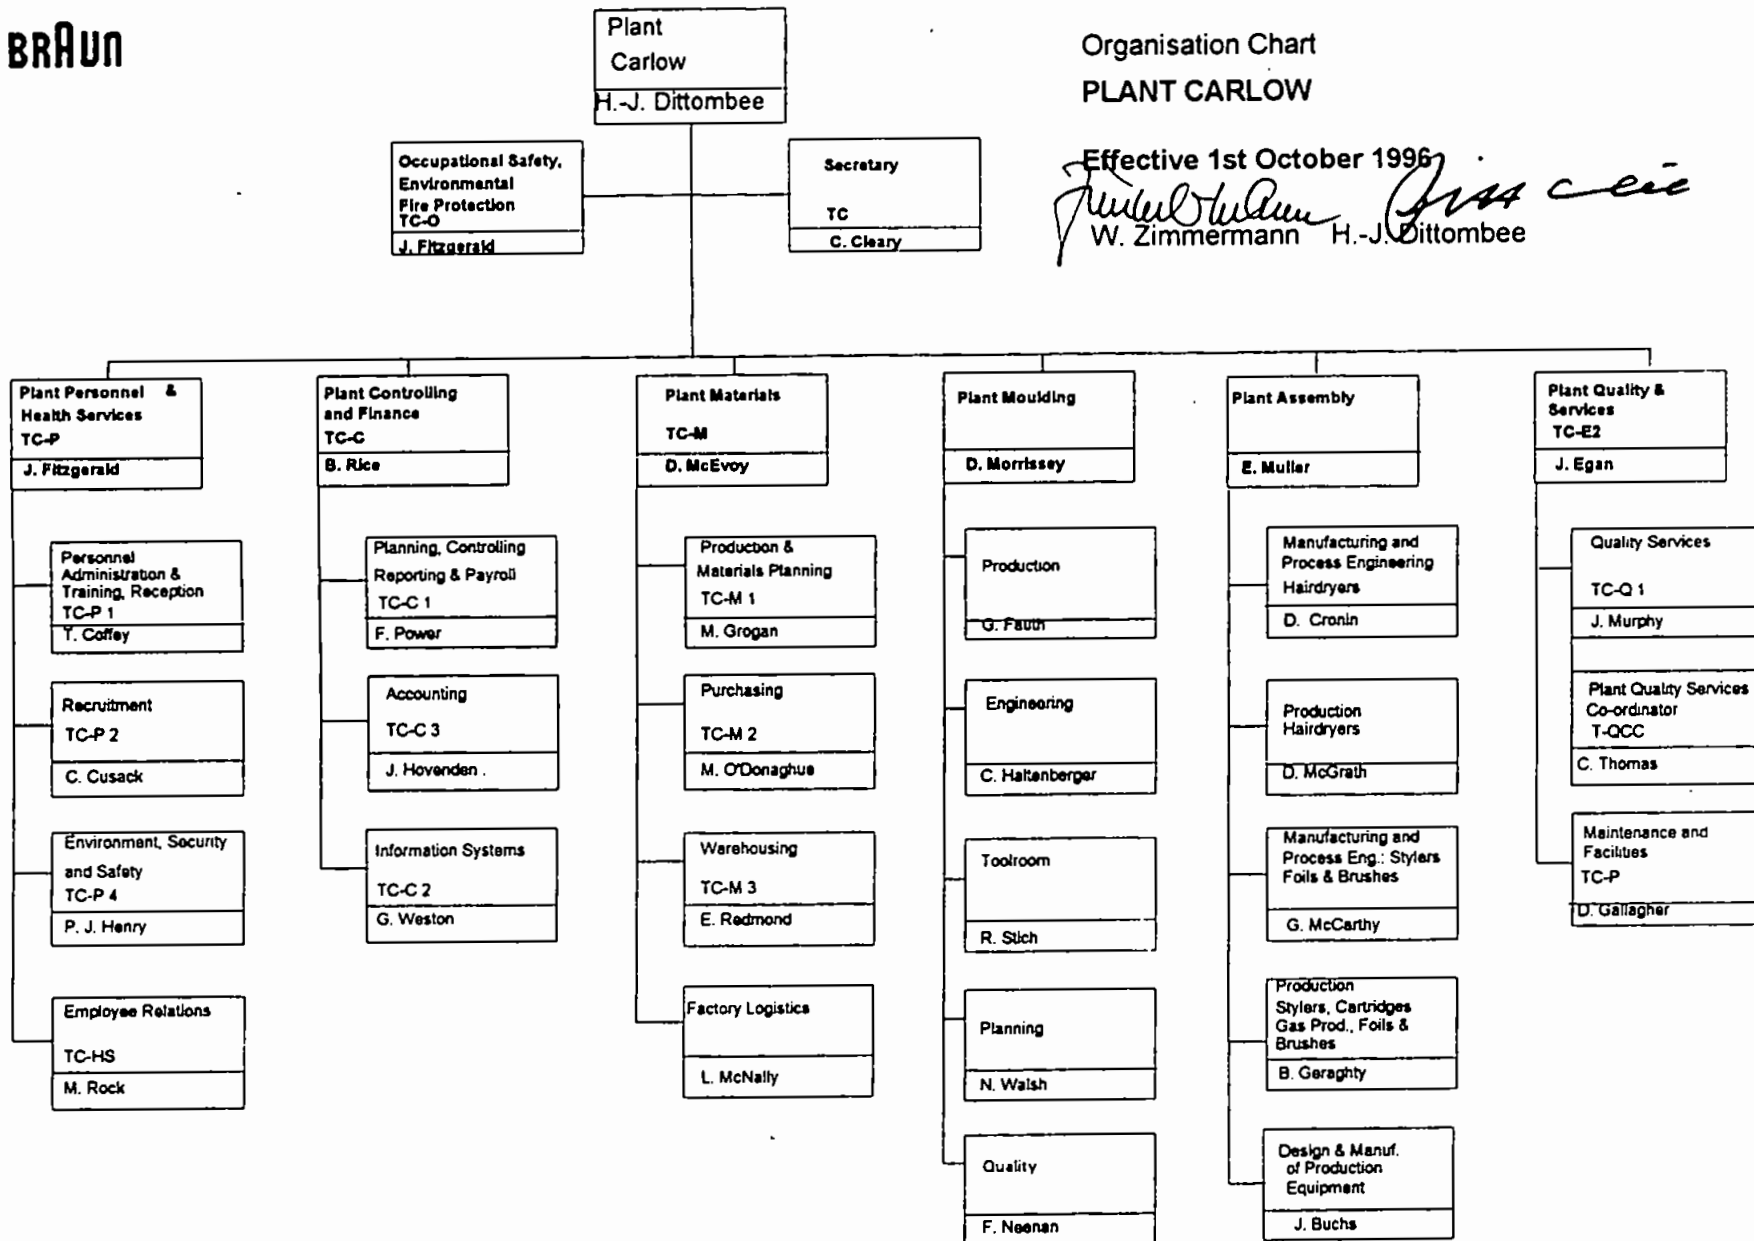 BRAUN
Plant
Carlow
H.-J. Dittombee
Organisation Chart
PLANT CARLOW
Effective 1st October 1996
W. Zimmermann H.-J. Dittombee
Occupational Safety,
Environmental
Fire Protection
TC-O
J. Fitzgerald
Secretary
TC
C. Cleary
Plant Personnel &
Health Services
TC-P
J. Fitzgerald
Personnel
Administration &
Training, Reception
TC-P 1
T. Coffey
Recruitment
TC-P 2
C. Cusack
Environment, Security
and Safety
TC-P 4
P. J. Henry
Employee Relations
TC-HS
M. Rock
Plant Controlling
and Finance
TC-C
B. Rice
Planning, Controlling
Reporting & Payroll
TC-C 1
F. Power
Accounting
TC-C 3
J. Hovenden .
Information Systems
TC-C 2
G. Weston
Plant Materials
TC-M
D. McEvoy
Production &
Materials Planning
TC-M 1
M. Grogan
Purchasing
TC-M 2
M. O'Donaghue
Warehousing
TC-M 3
E. Redmond
Factory Logistics
L. McNally
Plant Moulding
D. Morrissey
Production
G. Fauth
Engineering
C. Haltenberger
Toolroom
R. Stich
Planning
N. Walsh
Quality
F. Neenan
Plant Assembly
E. Muller
Manufacturing and
Process Engineering
Hairdryers
D. Cronin
Production
Hairdryers
D. McGrath
Manufacturing and
Process Eng.: Stylers
Foils & Brushes
G. McCarthy
Production
Stylers, Cartridges
Gas Prod., Foils &
Brushes
B. Geraghty
Design & Manuf.
of Production
Equipment
J. Buchs
Plant Quality &
Services
TC-E2
J. Egan
Quality Services
TC-Q 1
J. Murphy
Plant Quality Services
Co-ordinator
T-QCC
C. Thomas
Maintenance and
Facilities
TC-P
D. Gallagher